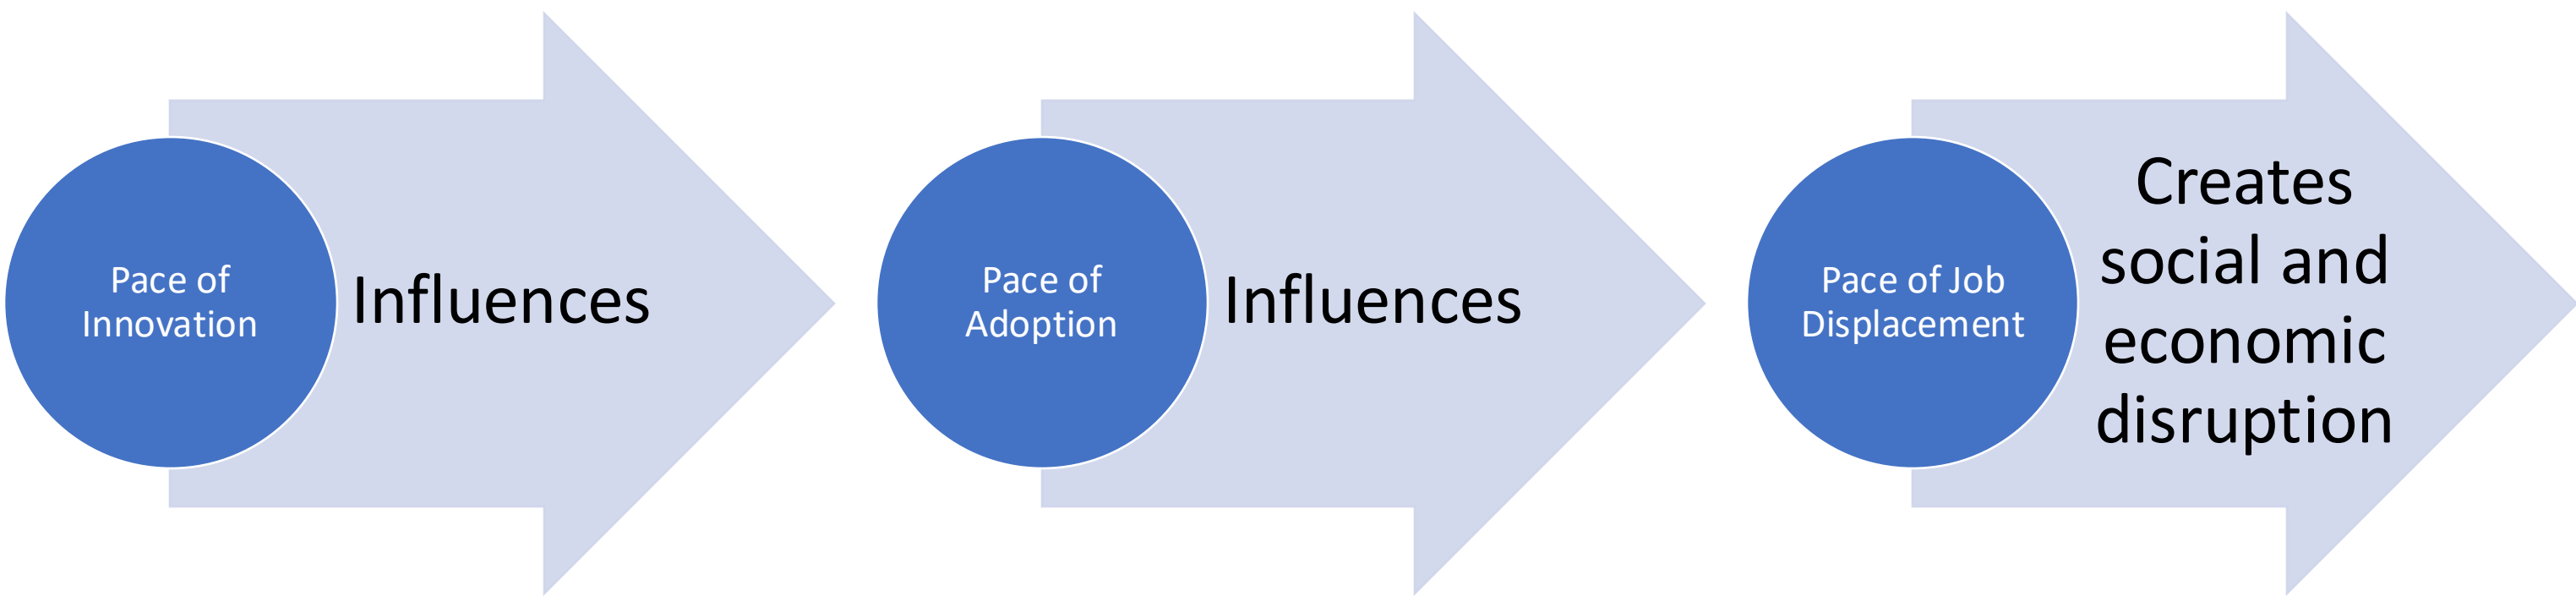 Pace of
Innovation
Influences
Pace of
Adoption
Influences
Pace of Job
Displacement
Creates
social and
economic
disruption